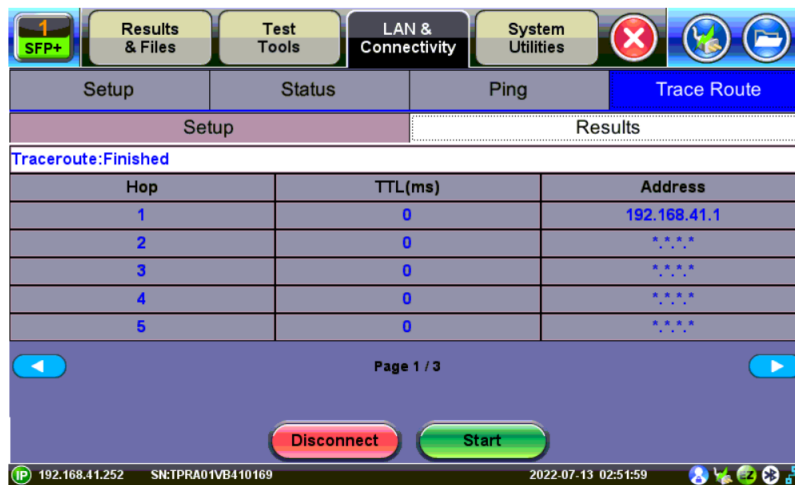 1
SFP+
Results
& Files
Test
Tools
LAN &
Connectivity
System
Utilities
Setup
Status
Ping
Trace Route
Setup
Results
Traceroute:Finished
Hop
TTL(ms)
Address
1
0
192.168.41.1
2
0
*.*.*.*
3
0
*.*.*.*
4
0
*.*.*.*
5
0
*.*.*.*
Page 1 / 3
Disconnect
Start
IP 192.168.41.252 SN:TPRA01VB410169 2022-07-13 02:51:59 EZ